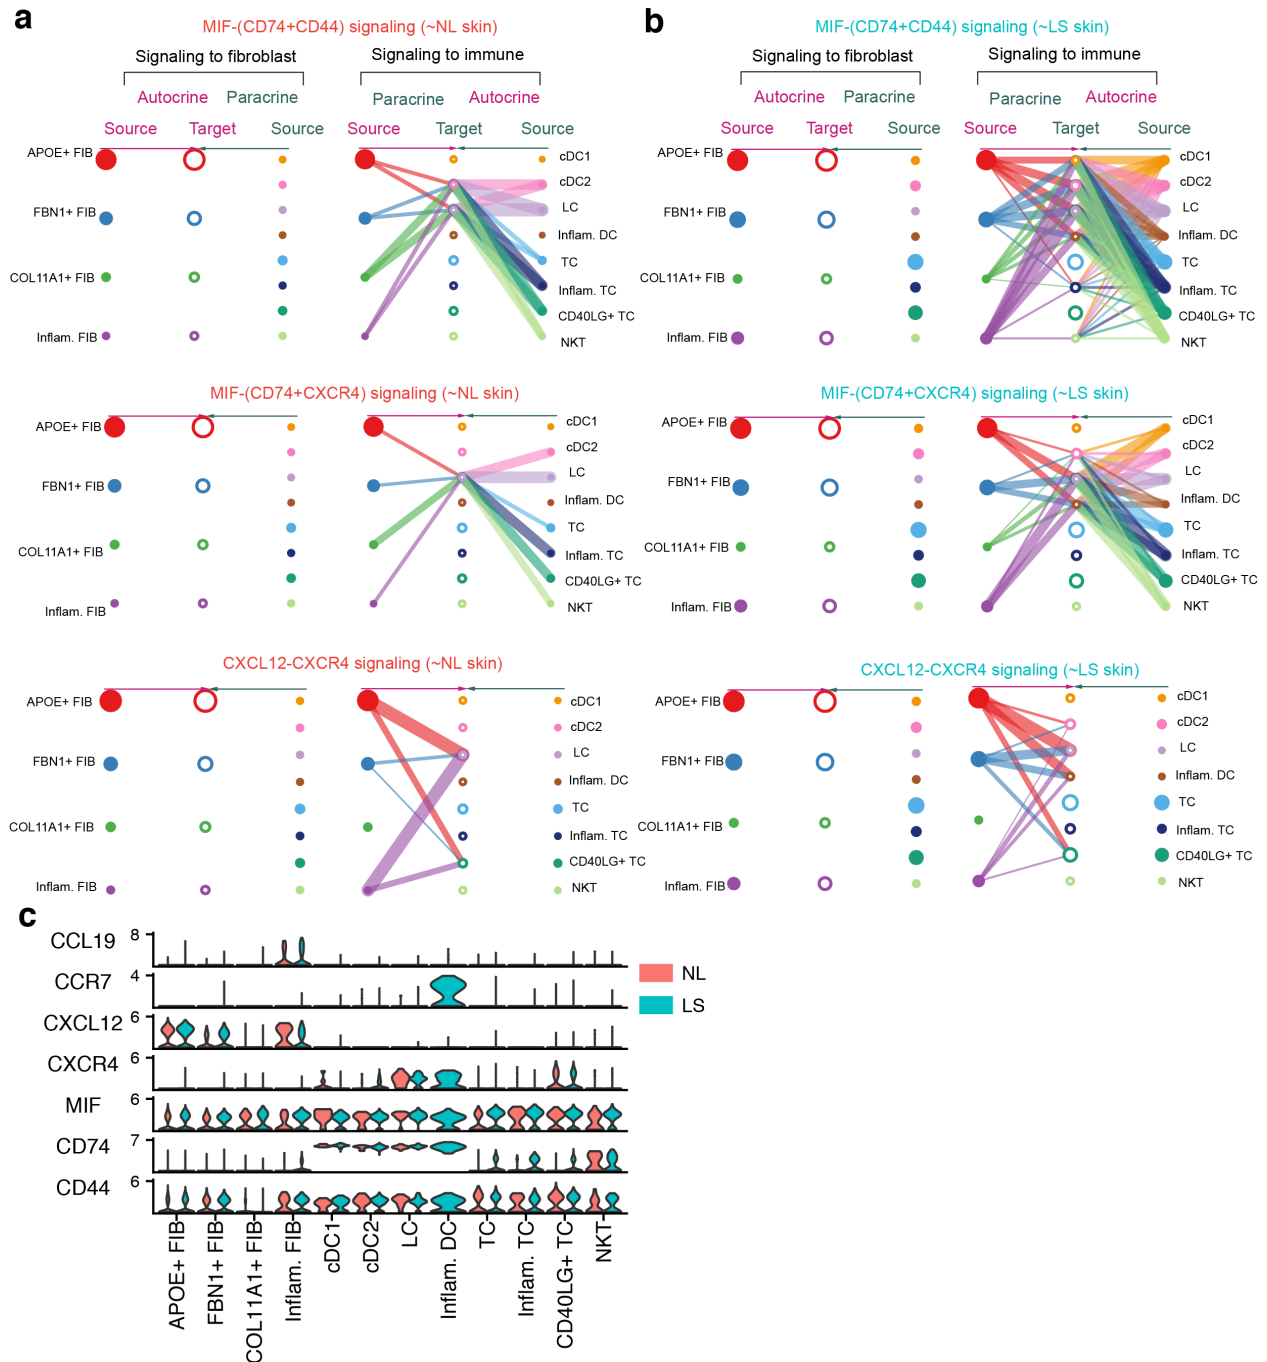 a
MIF-(CD74+CD44) signaling (~NL skin)
Signaling to fibroblast
Signaling to immune
Autocrine
Paracrine
Paracrine
Autocrine
Source
Target
Source
Source
Target
Source
APOE+ FIB
FBN1+ FIB
COL11A1+ FIB
Inflam. FIB
cDC1
cDC2
LC
Inflam. DC
TC
Inflam. TC
CD40LG+ TC
NKT
MIF-(CD74+CXCR4) signaling (~NL skin)
APOE+ FIB
FBN1+ FIB
COL11A1+ FIB
Inflam. FIB
cDC1
cDC2
LC
Inflam. DC
TC
Inflam. TC
CD40LG+ TC
NKT
CXCL12-CXCR4 signaling (~NL skin)
APOE+ FIB
FBN1+ FIB
COL11A1+ FIB
Inflam. FIB
cDC1
cDC2
LC
Inflam. DC
TC
Inflam. TC
CD40LG+ TC
NKT
b
MIF-(CD74+CD44) signaling (~LS skin)
Signaling to fibroblast
Signaling to immune
Autocrine
Paracrine
Paracrine
Autocrine
Source
Target
Source
Source
Target
Source
APOE+ FIB
FBN1+ FIB
COL11A1+ FIB
Inflam. FIB
cDC1
cDC2
LC
Inflam. DC
TC
Inflam. TC
CD40LG+ TC
NKT
MIF-(CD74+CXCR4) signaling (~LS skin)
APOE+ FIB
FBN1+ FIB
COL11A1+ FIB
Inflam. FIB
cDC1
cDC2
LC
Inflam. DC
TC
Inflam. TC
CD40LG+ TC
NKT
CXCL12-CXCR4 signaling (~LS skin)
APOE+ FIB
FBN1+ FIB
COL11A1+ FIB
Inflam. FIB
cDC1
cDC2
LC
Inflam. DC
TC
Inflam. TC
CD40LG+ TC
NKT
c
CCL19 8
CCR7 4
CXCL12 6
CXCR4 6
MIF 6
CD74 7
CD44 6
NL
LS
APOE+ FIB
FBN1+ FIB
COL11A1+ FIB
Inflam. FIB
cDC1
cDC2
LC
Inflam. DC
TC
Inflam. TC
CD40LG+ TC
NKT